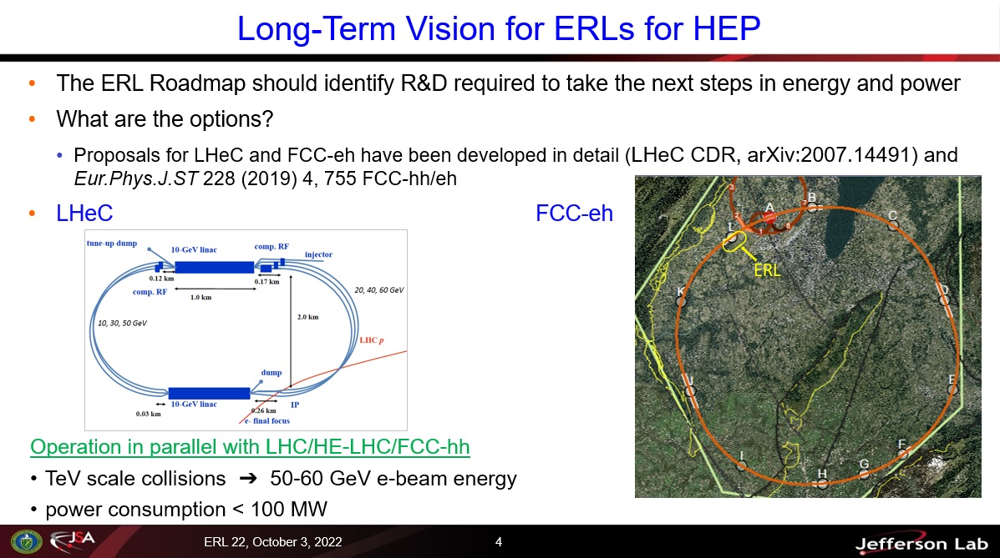 Long-Term Vision for ERLs for HEP
• The ERL Roadmap should identify R&D required to take the next steps in energy and power
• What are the options?
• Proposals for LHeC and FCC-eh have been developed in detail (LHeC CDR, arXiv:2007.14491) and
Eur.Phys.J.ST 228 (2019) 4, 755 FCC-hh/eh
• LHeC
FCC-eh
tune-up dump
10-GeV linac
comp. RF
injector
0.12 km
0.17 km
comp. RF
1.0 km
20, 40, 60 GeV
10, 30, 50 GeV
2.0 km
LHC p
dump
10-GeV linac
IP
0.03 km
0.26 km
e- final focus
A
B
C
D
E
F
G
H
I
J
K
L
ERL
3
2
7
8
Operation in parallel with LHC/HE-LHC/FCC-hh
• TeV scale collisions ➔ 50-60 GeV e-beam energy
• power consumption < 100 MW
JSA
ERL 22, October 3, 2022
4
Jefferson Lab